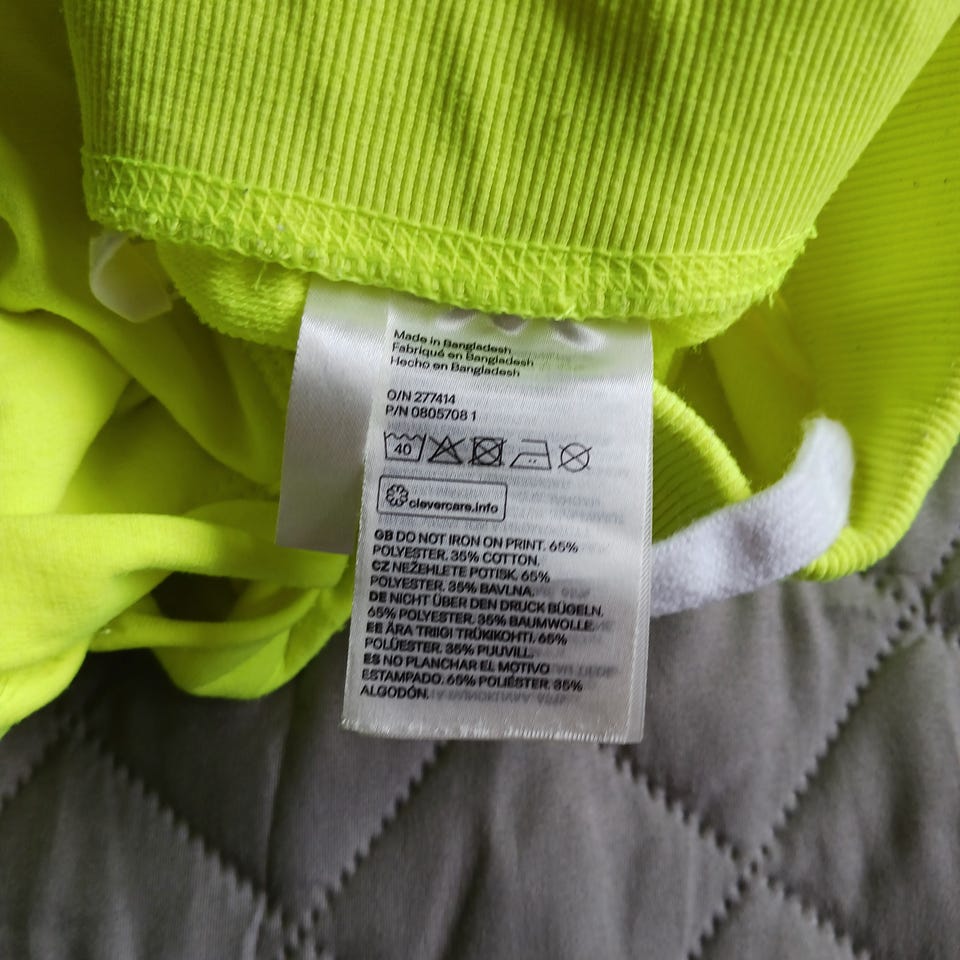 Made in Bangladesh
Fabriqué en Bangladesh
Hecho en Bangladesh
O/N 277414
P/N 0805708 1
40
clevercare.info
GB DO NOT IRON ON PRINT. 65%
POLYESTER. 35% COTTON.
CZ NEŽEHLETE POTISK. 65%
POLYESTER. 35% BAVLNA.
DE NICHT ÜBER DEN DRUCK BÜGELN.
65% POLYESTER. 35% BAUMWOLLE.
EE ÄRA TRIIGI TRÜKIKOHTI. 65%
POLÜESTER. 35% PUUVILL.
ES NO PLANCHAR EL MOTIVO
ESTAMPADO. 65% POLIÉSTER. 35%
ALGODÓN.